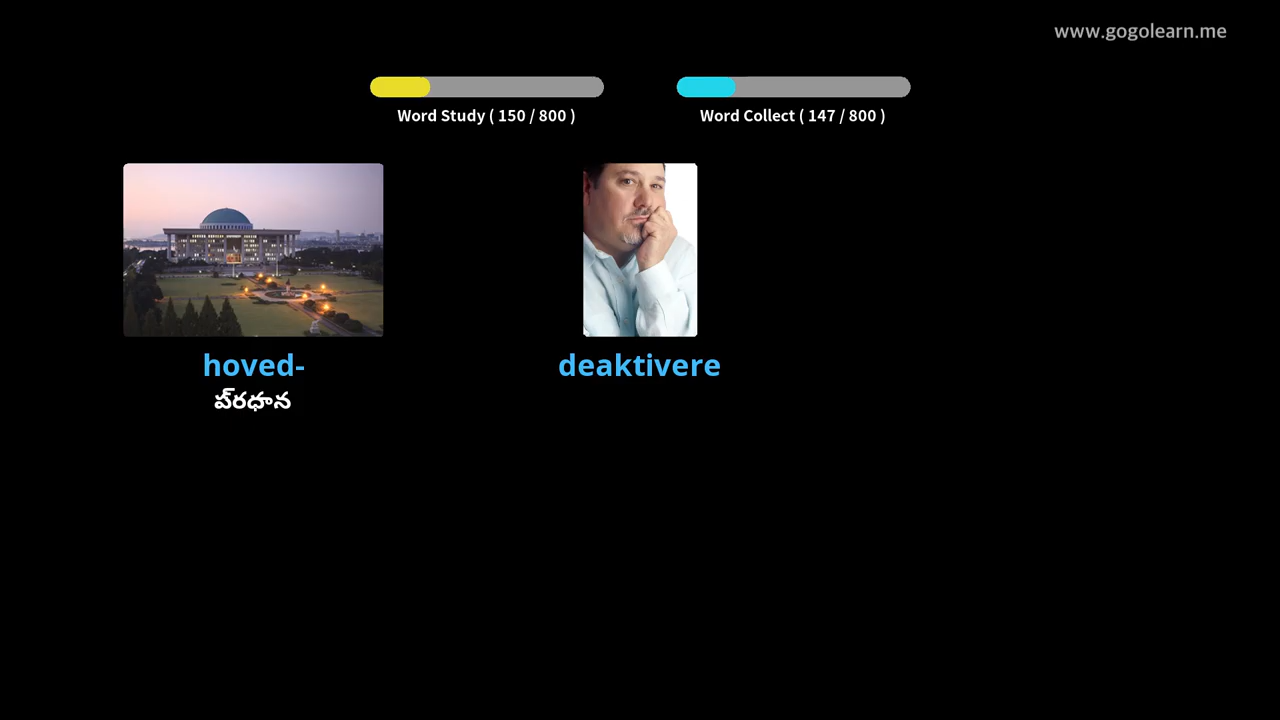 www.gogolearn.me
Word Study ( 150 / 800 )
Word Collect ( 147 / 800 )
hoved-
ప్రధాన
deaktivere